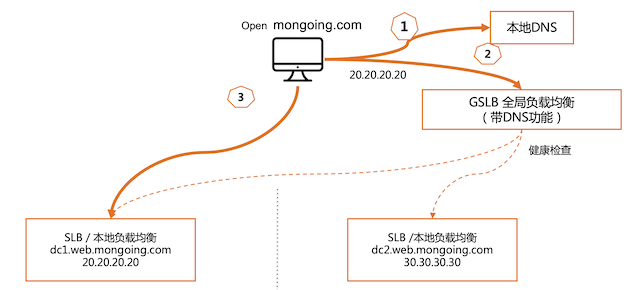 Open mongoing.com
1
本地DNS
2
20.20.20.20
3
GSLB 全局负载均衡
（带DNS功能）
健康检查
SLB / 本地负载均衡
dc1.web.mongoing.com
20.20.20.20
SLB /本地负载均衡
dc2.web.mongoing.com
30.30.30.30